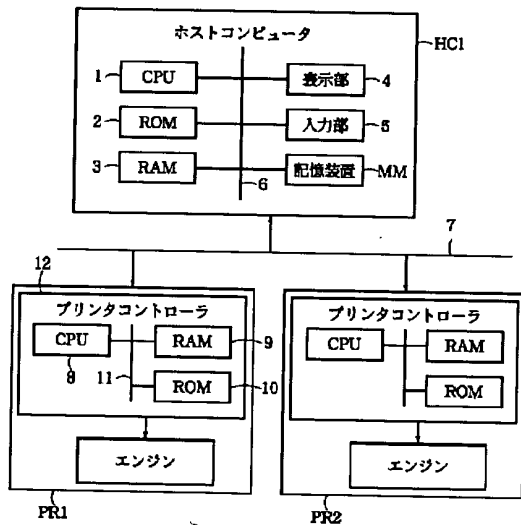 ホストコンピュータ
HC1
1
CPU
表示部
4
2
ROM
入力部
5
3
RAM
6
記憶装置
MM
7
12
プリンタコントローラ
CPU
RAM
9
8
11
ROM
10
エンジン
PR1
プリンタコントローラ
CPU
RAM
ROM
エンジン
PR2